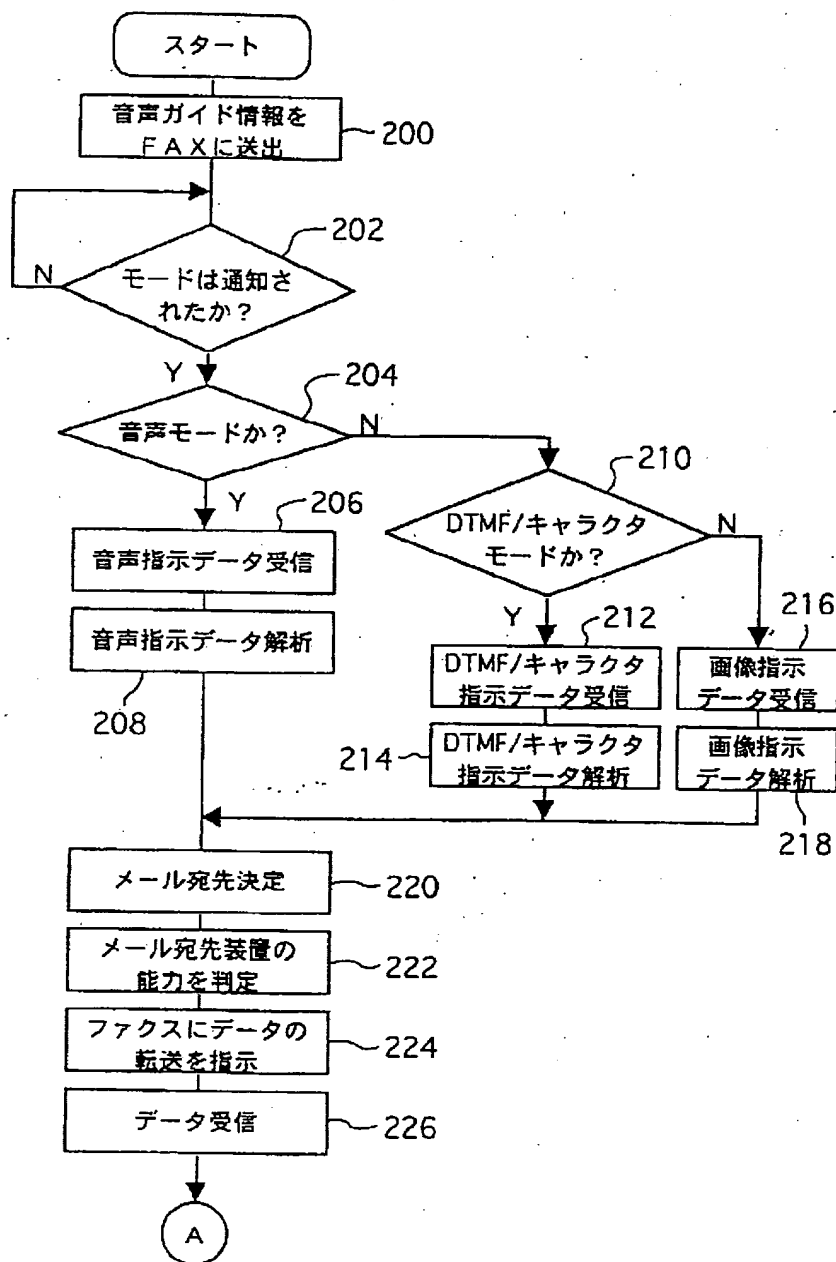 スタート
音声ガイド情報を
FAXに送出
200
202
N
モードは通知さ
れたか？
Y
204
音声モードか？
N
210
Y
206
DTMF/キャラクタ
モードか？
N
音声指示データ受信
Y
212
216
音声指示データ解析
DTMF/キャラクタ
指示データ受信
画像指示
データ受信
208
214
DTMF/キャラクタ
指示データ解析
画像指示
データ解析
218
メール宛先決定
220
メール宛先装置の
能力を判定
222
ファクスにデータの
転送を指示
224
データ受信
226
A